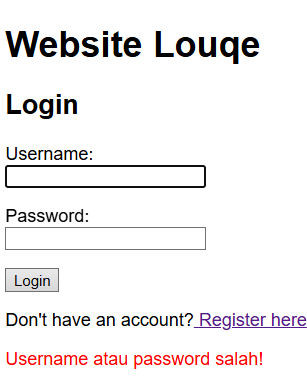 Website Louqe
Login
Username:
Password:
Login
Don't have an account? Register here
Username atau password salah!